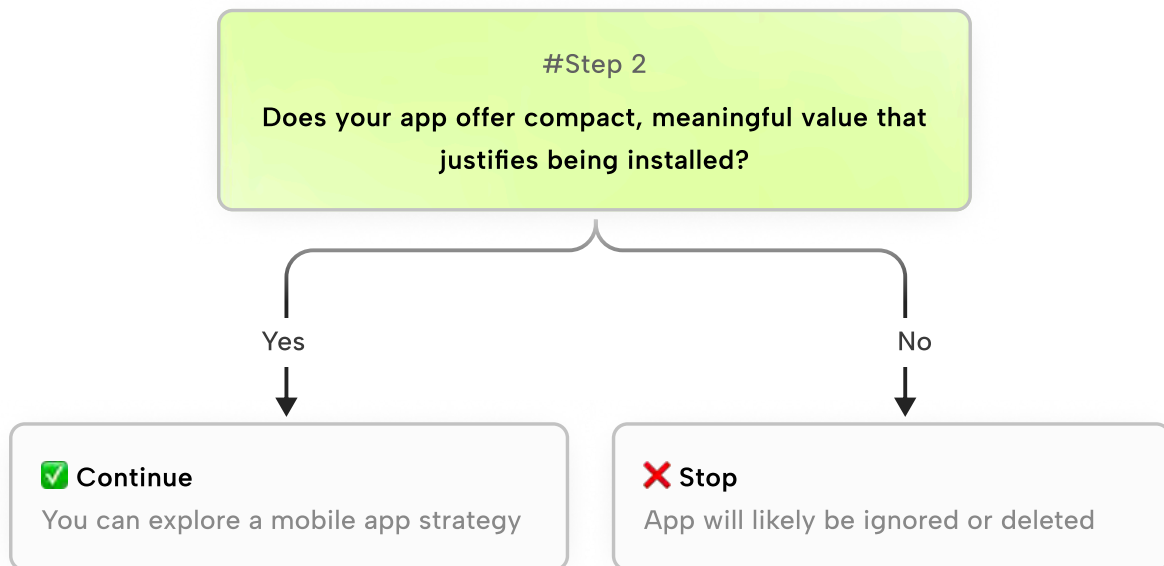 #Step 2
Does your app offer compact, meaningful value that
justifies being installed?
Yes
No
✅ Continue
You can explore a mobile app strategy
❌ Stop
App will likely be ignored or deleted